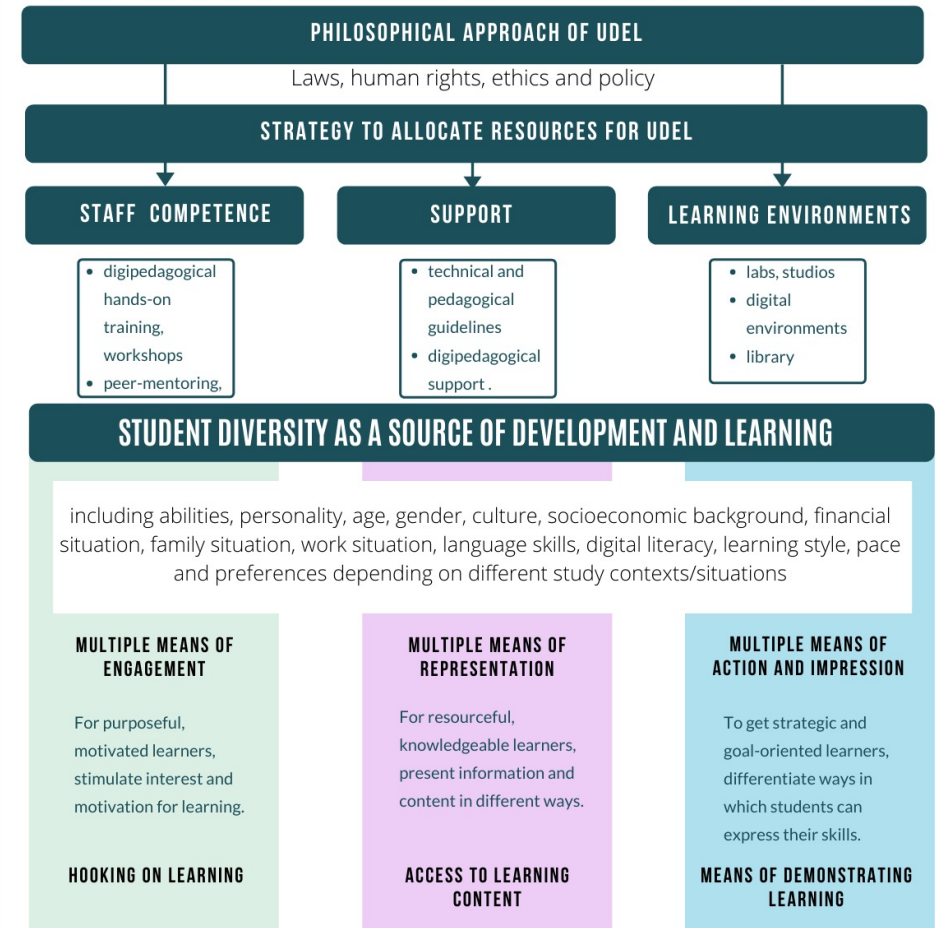 PHILOSOPHICAL APPROACH OF UDEL
Laws, human rights, ethics and policy
STRATEGY TO ALLOCATE RESOURCES FOR UDEL
STAFF COMPETENCE
• digipedagogical
hands-on
training,
workshops
• peer-mentoring,
SUPPORT
• technical and
pedagogical
guidelines
• digipedagogical
support .
LEARNING ENVIRONMENTS
• labs, studios
• digital
environments
• library
STUDENT DIVERSITY AS A SOURCE OF DEVELOPMENT AND LEARNING
including abilities, personality, age, gender, culture, socioeconomic background, financial
situation, family situation, work situation, language skills, digital literacy, learning style, pace
and preferences depending on different study contexts/situations
MULTIPLE MEANS OF
ENGAGEMENT
For purposeful,
motivated learners,
stimulate interest and
motivation for learning.
HOOKING ON LEARNING
MULTIPLE MEANS OF
REPRESENTATION
For resourceful,
knowledgeable learners,
present information and
content in different ways.
ACCESS TO LEARNING
CONTENT
MULTIPLE MEANS OF
ACTION AND IMPRESSION
To get strategic and
goal-oriented learners,
differentiate ways in
which students can
express their skills.
MEANS OF DEMONSTRATING
LEARNING